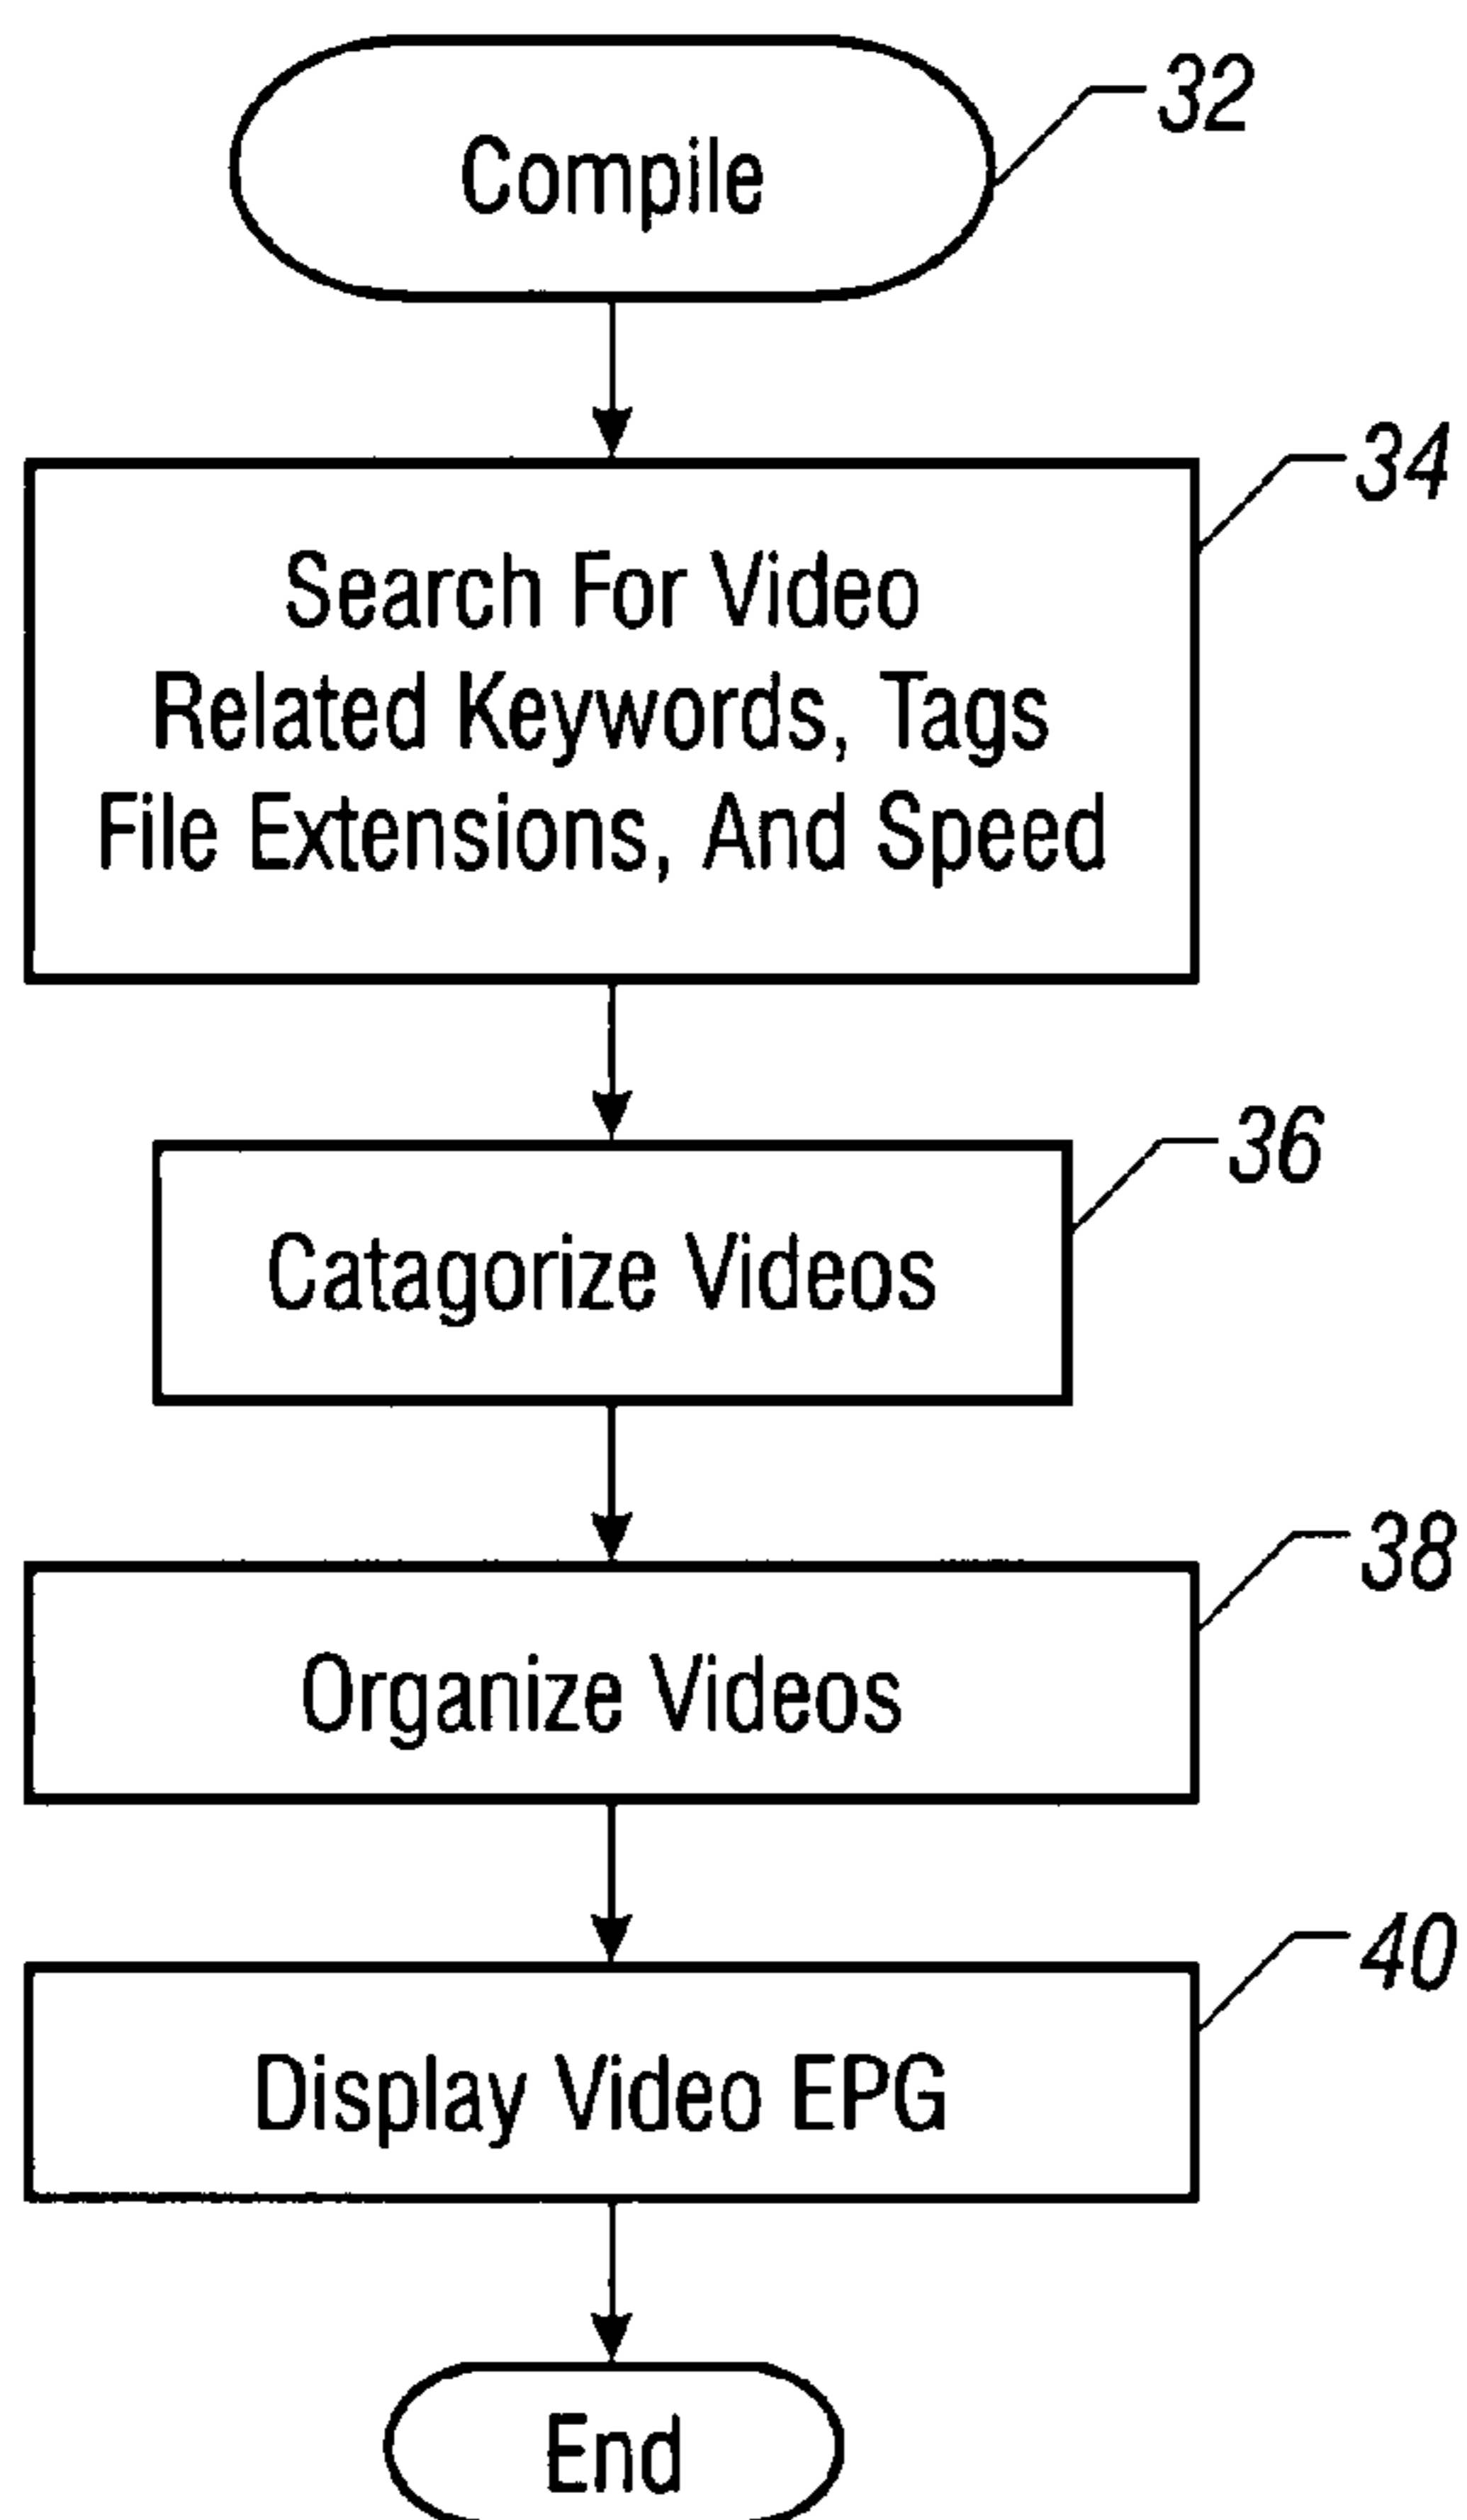 Compile
32
Search For Video
Related Keywords, Tags
File Extensions, And Speed
34
Catagorize Videos
36
Organize Videos
38
Display Video EPG
40
End